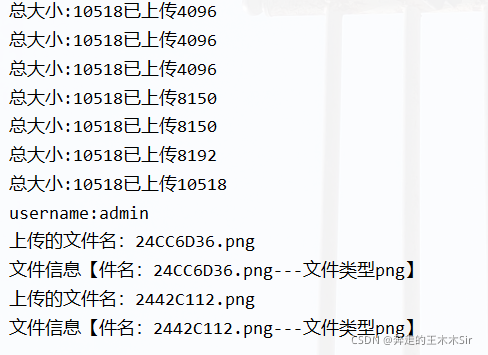 总大小:10518已上传4096
总大小:10518已上传4096
总大小:10518已上传4096
总大小:10518已上传8150
总大小:10518已上传8150
总大小:10518已上传8192
总大小:10518已上传10518
username:admin
上传的文件名：24CC6D36.png
文件信息【件名：24CC6D36.png---文件类型png】
上传的文件名：2442C112.png
文件信息【件名：2442C112.png---文件类型png】
CSDN @奔走的王木木Sir